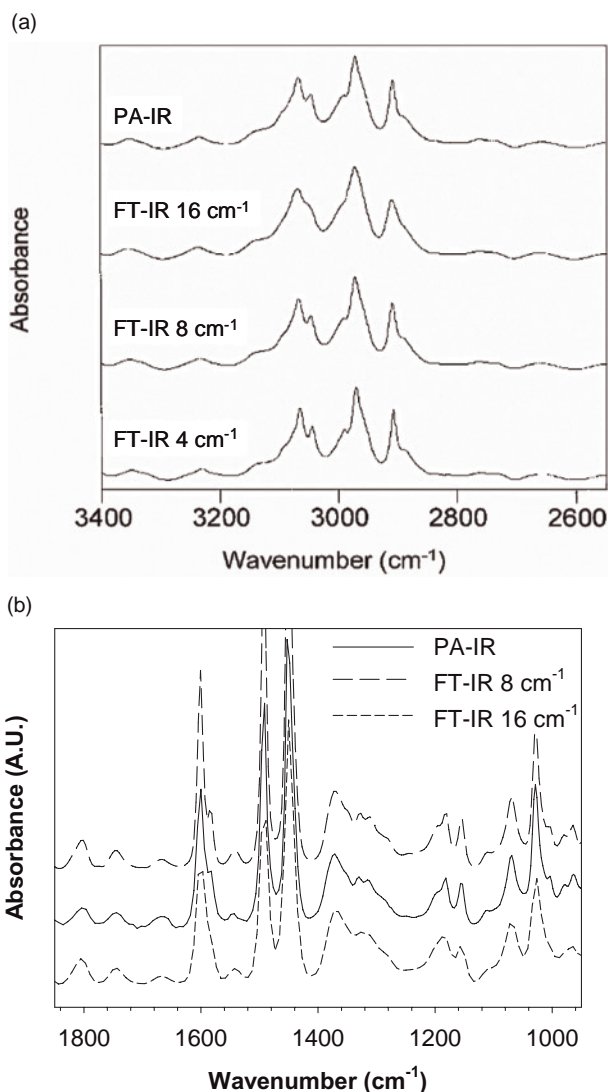 (a)
PA-IR
FT-IR 16 cm⁻¹
FT-IR 8 cm⁻¹
FT-IR 4 cm⁻¹
Absorbance
3400 3200 3000 2800 2600
Wavenumber (cm⁻¹)
(b)
PA-IR
FT-IR 8 cm⁻¹
FT-IR 16 cm⁻¹
Absorbance (A.U.)
1800 1600 1400 1200 1000
Wavenumber (cm⁻¹)